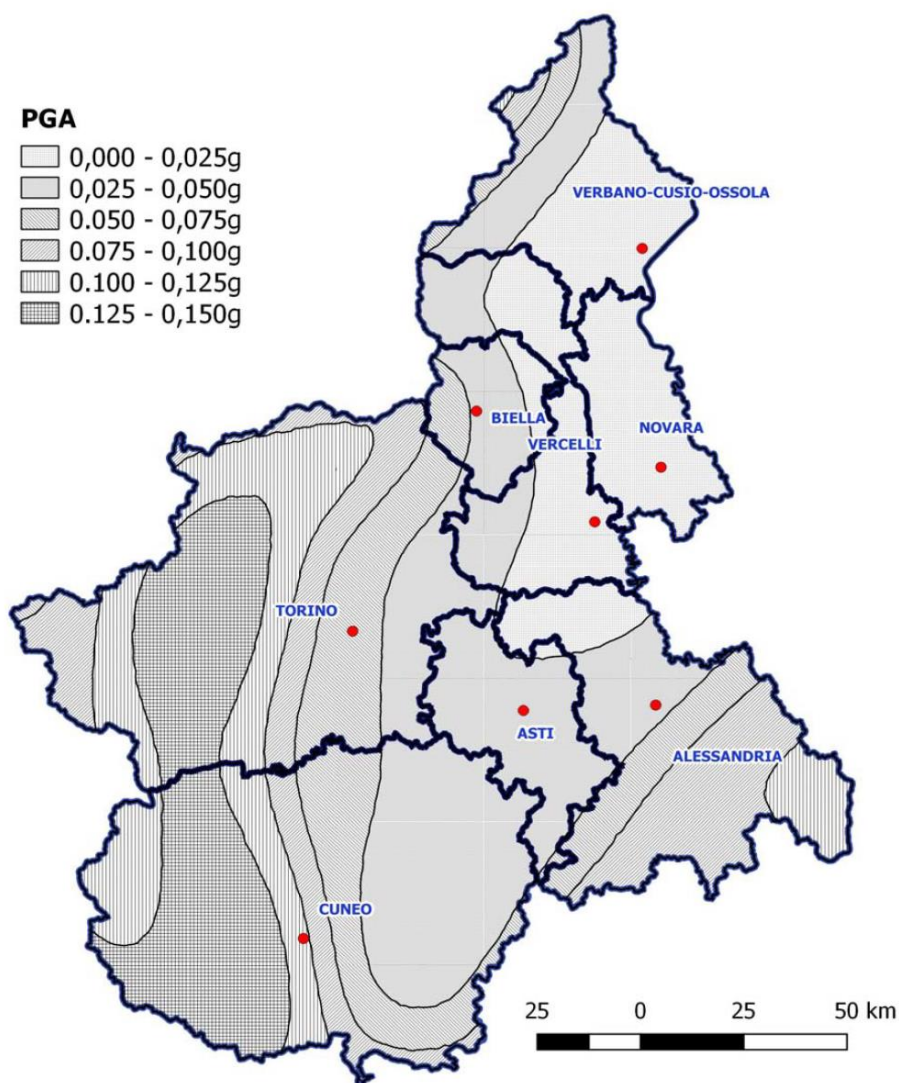 PGA
0,000 - 0,025g
0,025 - 0,050g
0.050 - 0,075g
0.075 - 0,100g
0.100 - 0,125g
0.125 - 0,150g
VERBANO-CUSIO-OSSOLA
BIELLA
VERCELLI
NOVARA
TORINO
ASTI
ALESSANDRIA
CUNEO
25 0 25 50 km